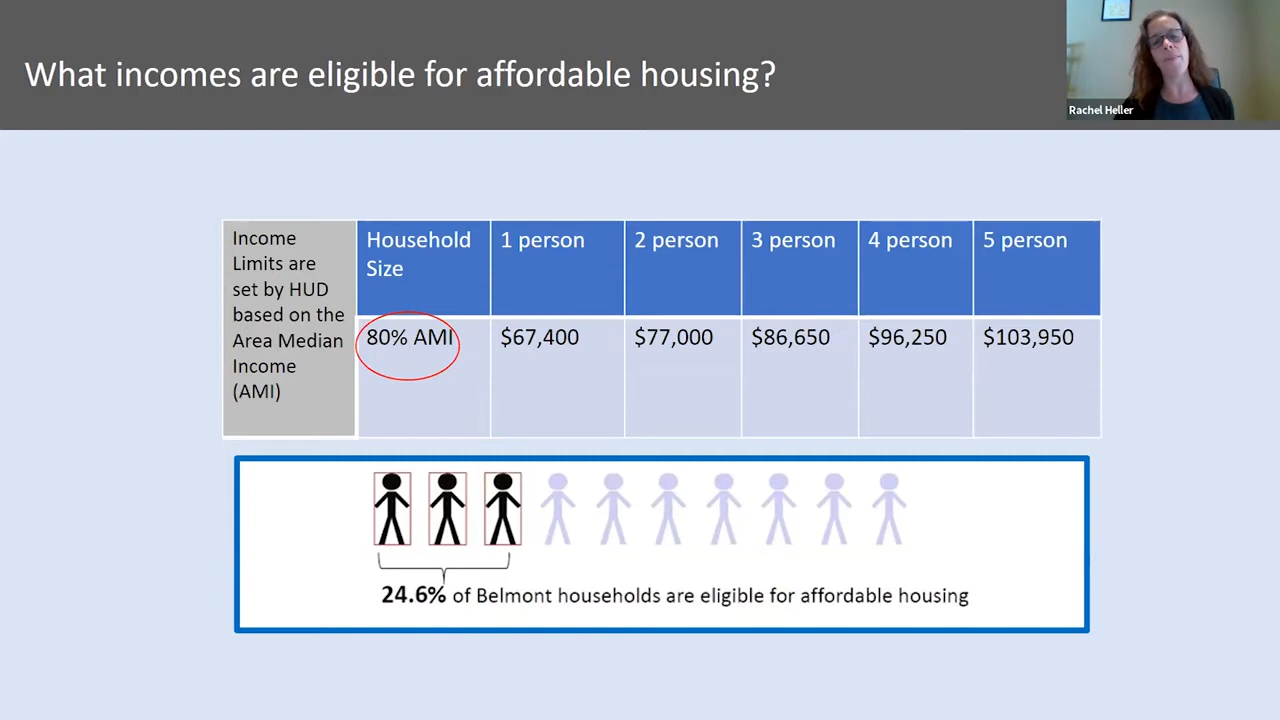 What incomes are eligible for affordable housing?
Rachel Heller
Income
Limits are
set by HUD
based on the
Area Median
Income
(AMI)
Household
Size
1 person
2 person
3 person
4 person
5 person
80% AMI
$67,400
$77,000
$86,650
$96,250
$103,950
24.6% of Belmont households are eligible for affordable housing